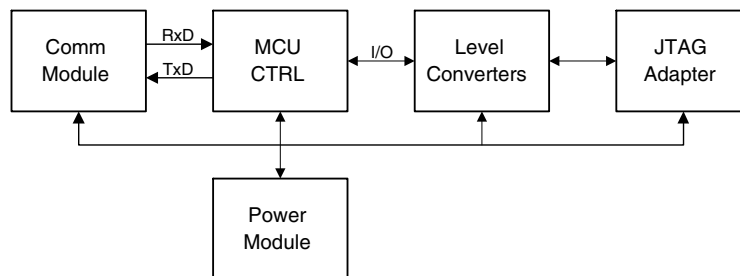 Comm
Module
RxD
TxD
MCU
CTRL
I/O
Level
Converters
JTAG
Adapter
Power
Module